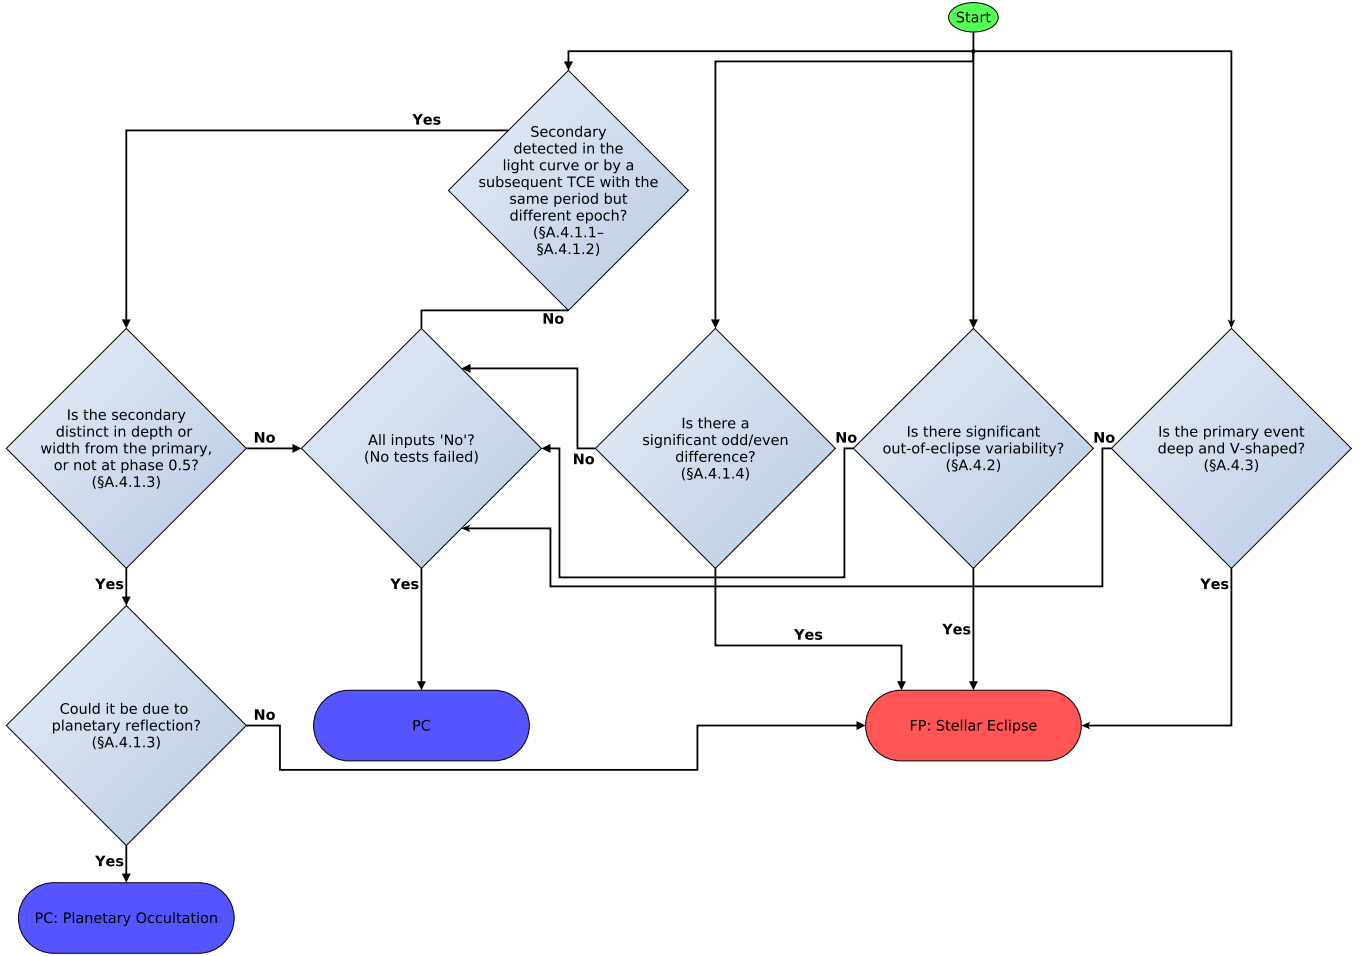 Start
Yes
Secondary
detected in the
light curve or by a
subsequent TCE with the
same period but
different epoch?
(§A.4.1.1–
§A.4.1.2)
No
Is the secondary
distinct in depth or
width from the primary,
or not at phase 0.5?
(§A.4.1.3)
No
All inputs 'No'?
(No tests failed)
No
Is there a
significant odd/even
difference?
(§A.4.1.4)
No
Is there significant
out-of-eclipse variability?
(§A.4.2)
No
Is the primary event
deep and V-shaped?
(§A.4.3)
Yes
Yes
Yes
Yes
Yes
Could it be due to
planetary reflection?
(§A.4.1.3)
No
PC
FP: Stellar Eclipse
Yes
PC: Planetary Occultation